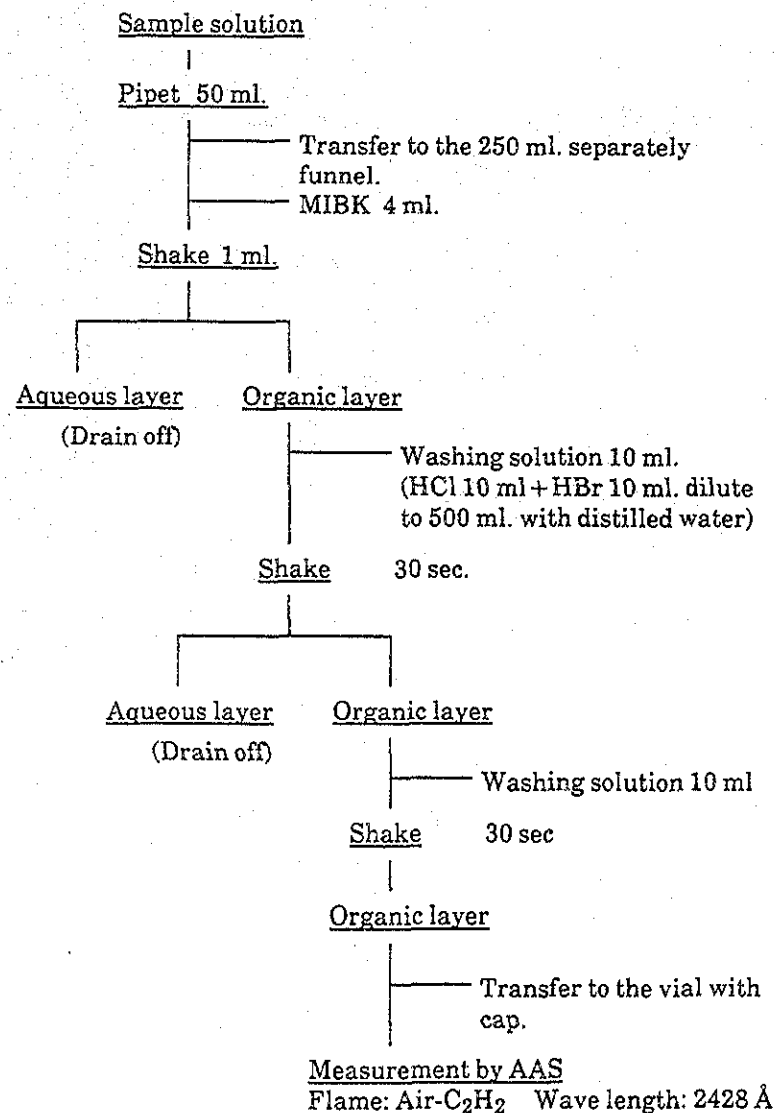 Sample solution
Pipet 50 ml.
Transfer to the 250 ml. separately
funnel.
MIBK 4 ml.
Shake 1 ml.
Aqueous layer Organic layer
(Drain off)
Washing solution 10 ml.
(HCl 10 ml + HBr 10 ml. dilute
to 500 ml. with distilled water)
Shake 30 sec.
Aqueous layer Organic layer
(Drain off)
Washing solution 10 ml
Shake 30 sec
Organic layer
Transfer to the vial with
cap.
Measurement by AAS
Flame: Air-C₂H₂ Wave length: 2428 Å